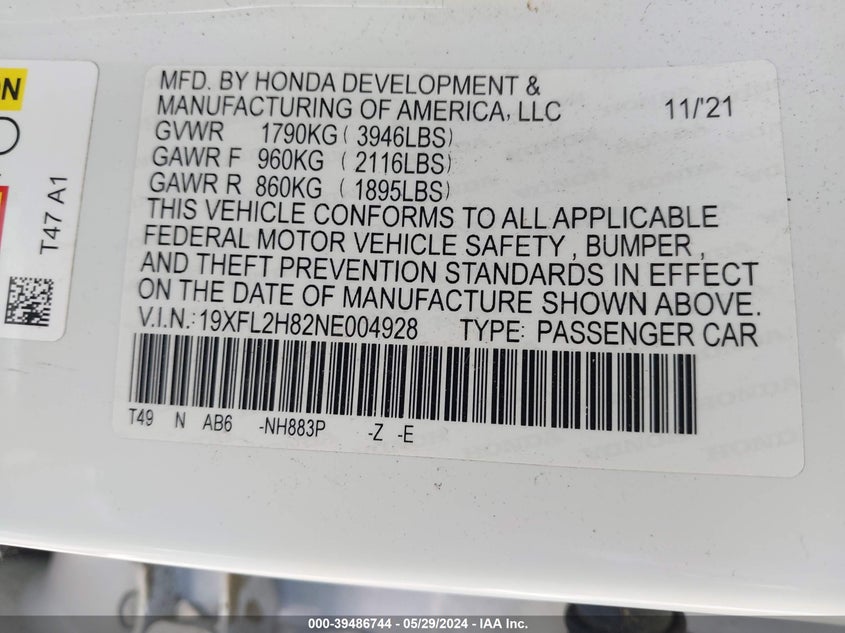 ON
T47 A1
MFD. BY HONDA DEVELOPMENT &
MANUFACTURING OF AMERICA, LLC 11/'21
GVWR 1790KG ( 3946LBS)
GAWR F 960KG ( 2116LBS)
GAWR R 860KG ( 1895LBS)
THIS VEHICLE CONFORMS TO ALL APPLICABLE
FEDERAL MOTOR VEHICLE SAFETY , BUMPER ,
AND THEFT PREVENTION STANDARDS IN EFFECT
ON THE DATE OF MANUFACTURE SHOWN ABOVE.
V.I.N.:19XFL2H82NE004928 TYPE: PASSENGER CAR
T49 N AB6 -NH883P -Z -E
000-39486744 - 05/29/2024 - IAA Inc.